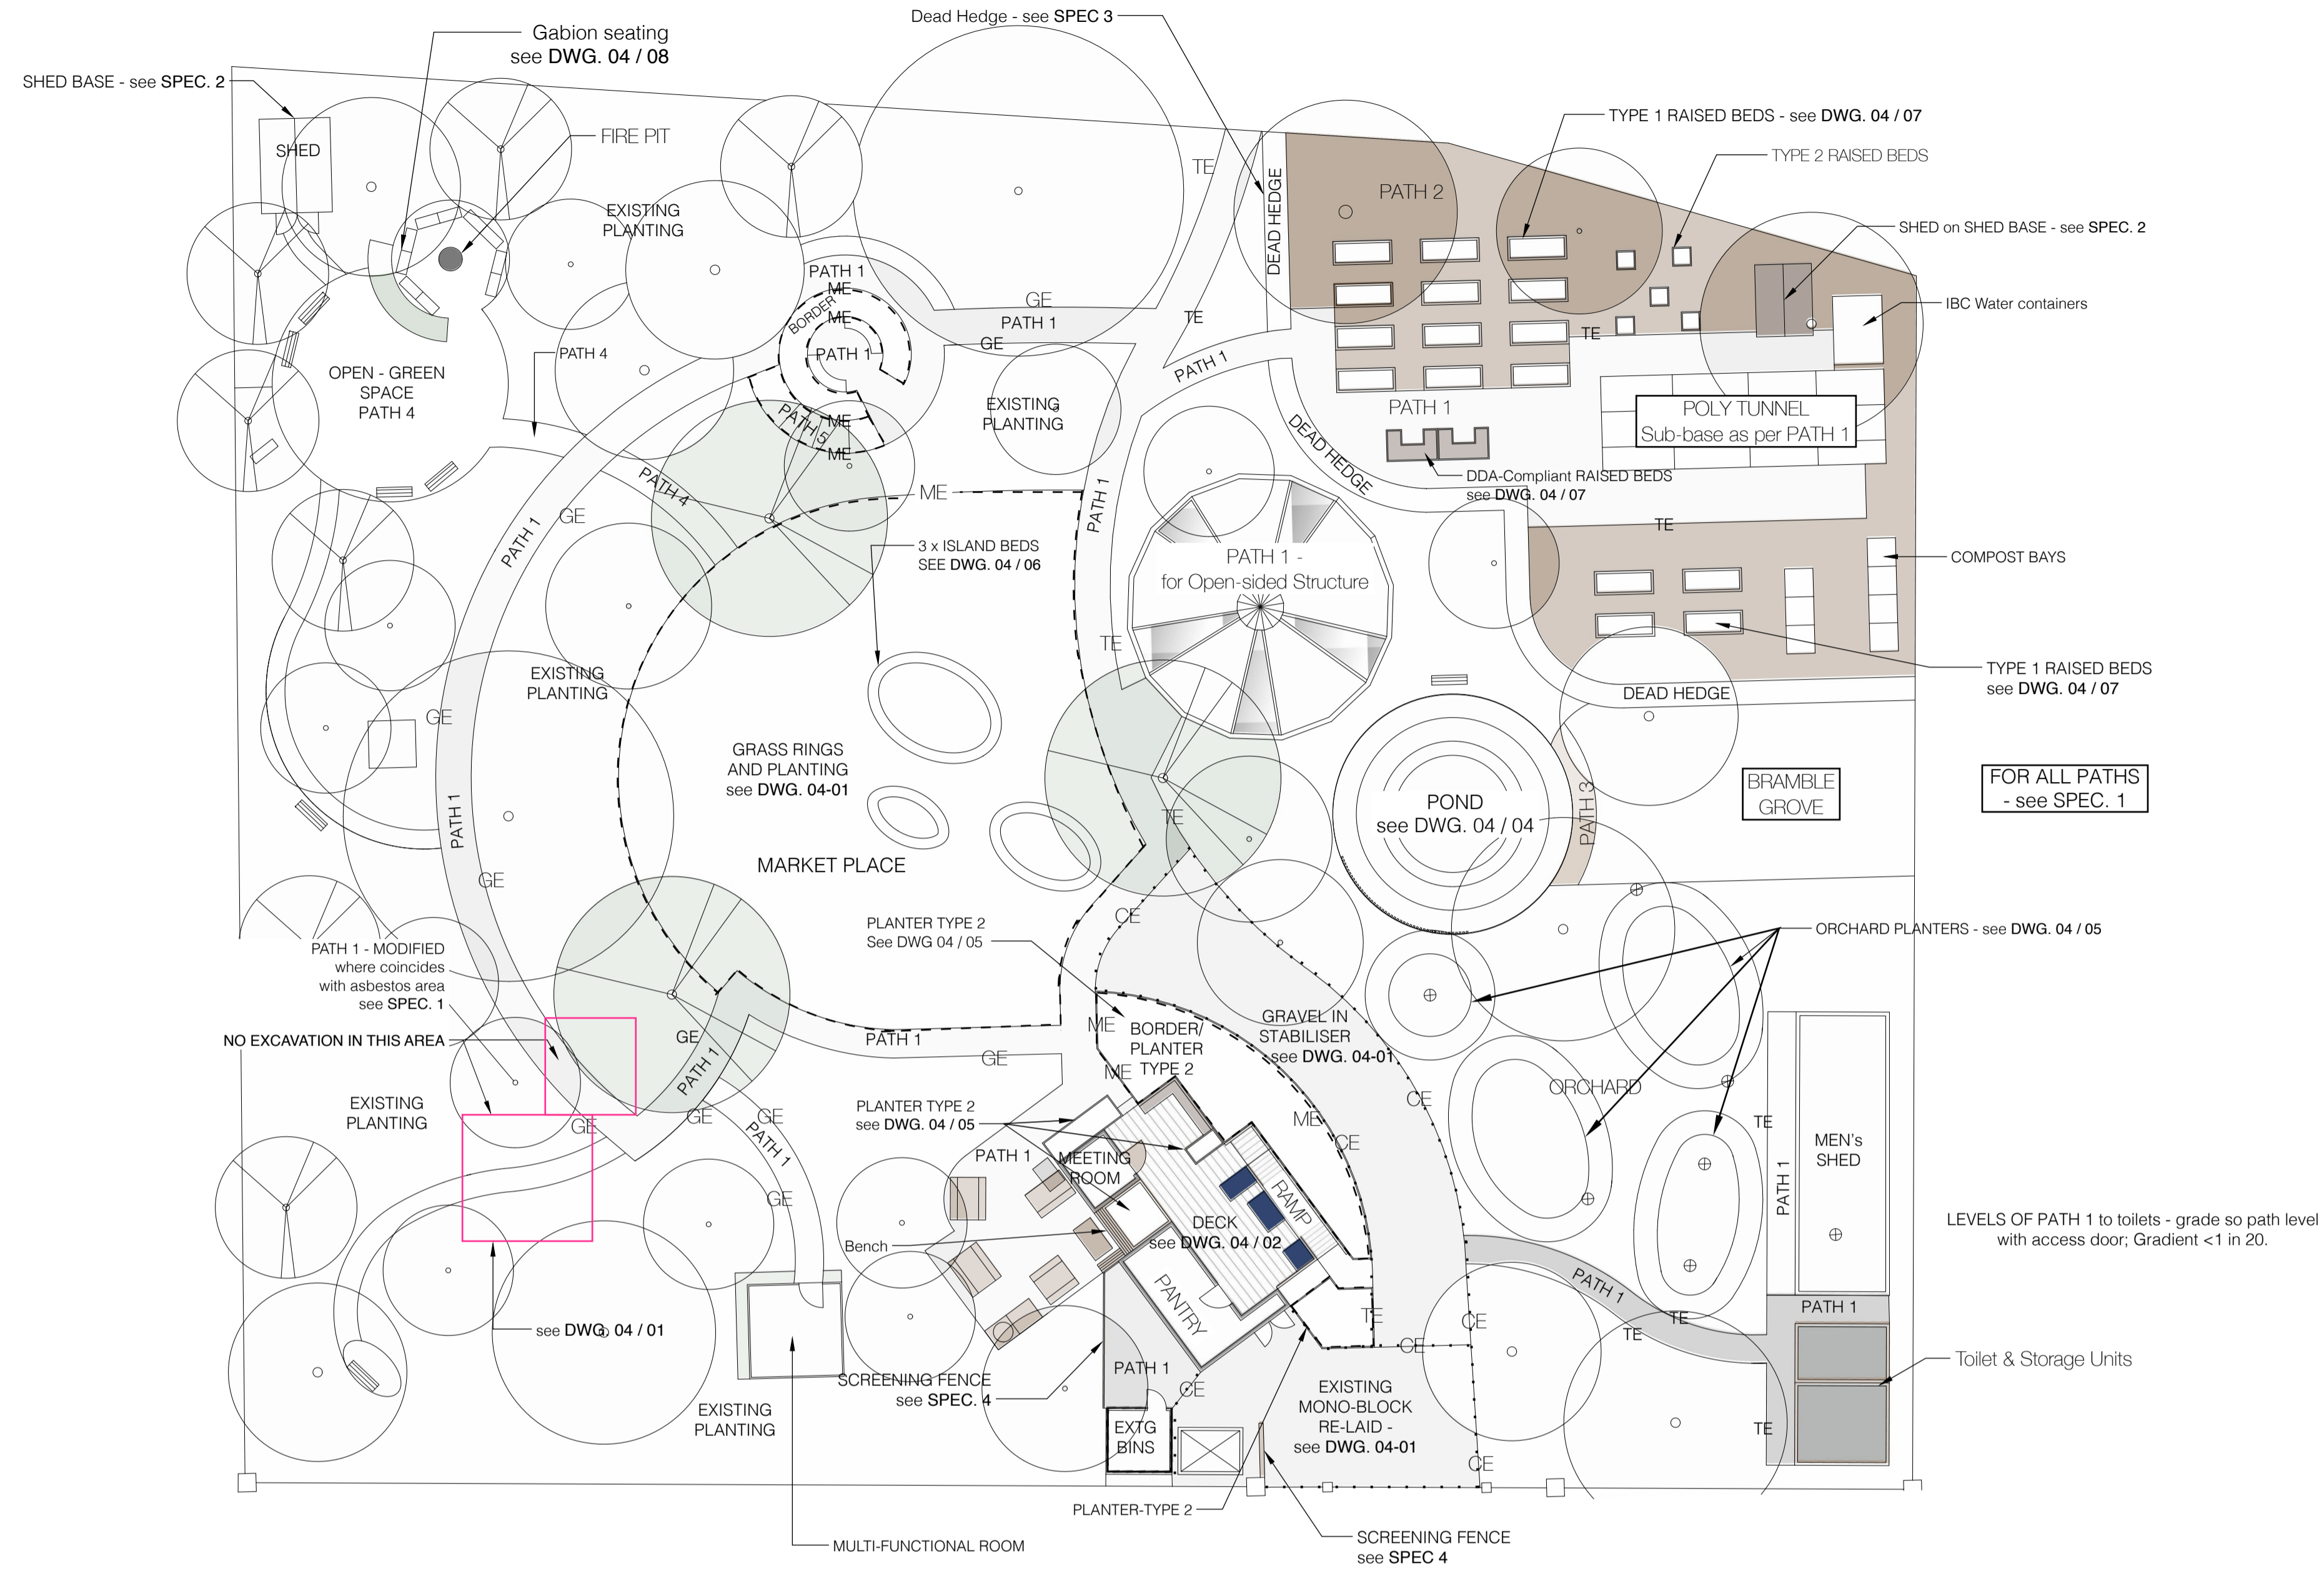 Dead Hedge - see SPEC 3
Gabion seating
see DWG. 04 / 08
SHED BASE - see SPEC. 2
SHED
FIRE PIT
EXISTING
PLANTING
TE
DEAD HEDGE
PATH 2
TYPE 1 RAISED BEDS - see DWG. 04 / 07
TYPE 2 RAISED BEDS
SHED on SHED BASE - see SPEC. 2
IBC Water containers
PATH 1
ME
BORDER
ME
PATH 1
GE
PATH 1
GE
TE
TE
PATH 1
PATH 4
OPEN - GREEN
SPACE
PATH 4
PATH 5
ME
ME
EXISTING
PLANTING
PATH 1
POLY TUNNEL
Sub-base as per PATH 1
DEAD HEDGE
DDA-Compliant RAISED BEDS
see DWG. 04 / 07
PATH 4
ME
PATH 1
GE
PATH 1
TE
3 x ISLAND BEDS
SEE DWG. 04 / 06
PATH 1 -
for Open-sided Structure
COMPOST BAYS
TE
EXISTING
PLANTING
GE
TYPE 1 RAISED BEDS
see DWG. 04 / 07
DEAD HEDGE
GRASS RINGS
AND PLANTING
see DWG. 04-01
PATH 1
MARKET PLACE
TE
POND
see DWG. 04 / 04
PATH 3
BRAMBLE
GROVE
FOR ALL PATHS
- see SPEC. 1
GE
CE
PLANTER TYPE 2
See DWG 04 / 05
ORCHARD PLANTERS - see DWG. 04 / 05
PATH 1 - MODIFIED
where coincides
with asbestos area
see SPEC. 1
NO EXCAVATION IN THIS AREA
GE
PATH 1
PATH 1
GE
ME
BORDER/
PLANTER
TYPE 2
ME
GRAVEL IN
STABILISER
see DWG. 04-01
ORCHARD
CE
EXISTING
PLANTING
GE
GE
GE
PATH 1
GE
PLANTER TYPE 2
see DWG. 04 / 05
PATH 1
MEETING
ROOM
ME
CE
TE
PATH 1
MEN's
SHED
RAMP
DECK
see DWG. 04 / 02
Bench
PANTRY
LEVELS OF PATH 1 to toilets - grade so path level
with access door; Gradient <1 in 20.
PATH 1
PATH 1
TE
CE
CE
TE
TE
see DWG. 04 / 01
SCREENING FENCE
see SPEC. 4
PATH 1
CE
EXISTING
MONO-BLOCK
RE-LAID -
see DWG. 04-01
Toilet & Storage Units
TE
EXISTING
PLANTING
EXTG
BINS
CE
PLANTER-TYPE 2
MULTI-FUNCTIONAL ROOM
SCREENING FENCE
see SPEC 4